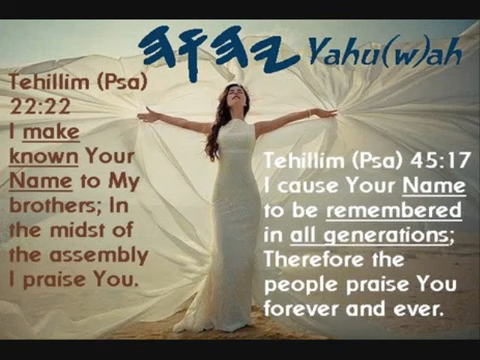 𐤉𐤄𐤅𐤄 Yahu(w)ah
Tehillim (Psa)
22:22
I make
known Your
Name to My
brothers; In
the midst of
the assembly
I praise You.
Tehillim (Psa) 45:17
I cause Your Name
to be remembered
in all generations;
Therefore the
people praise You
forever and ever.